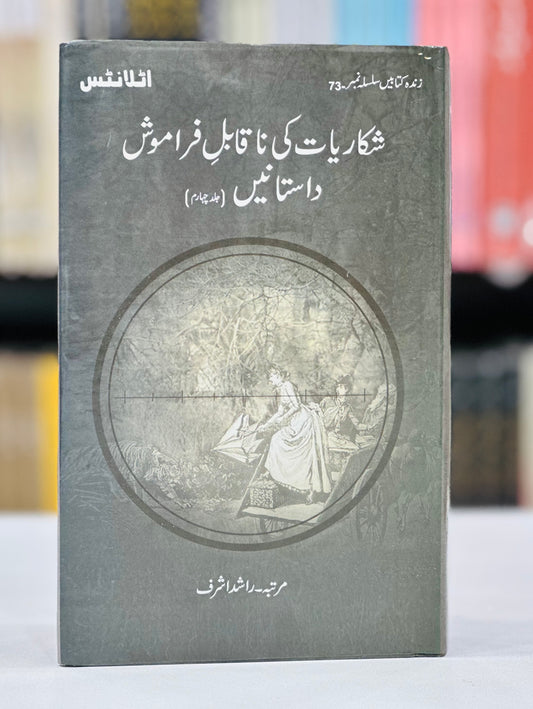 زندہ کتابیں سلسلہ نمبر۔73
اٹلانٹس
شکاریات کی ناقابلِ فراموش
داستانیں (جلد چہارم)
مرتبہ۔راشد اشرف